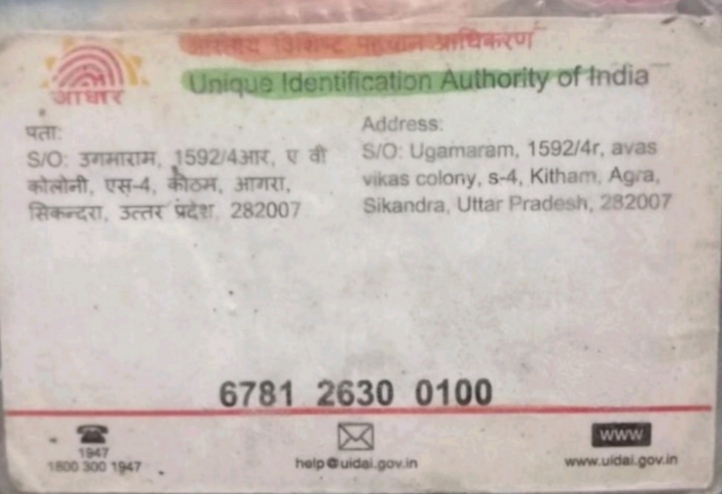 भारतीय विशिष्ट पहचान प्राधिकरण
Unique Identification Authority of India
आधार
पता:
S/O: उगमाराम, 1592/4आर, ए वी
कोलोनी, एस-4, कीठम, आगरा,
सिकन्दरा, उत्तर प्रदेश, 282007
Address:
S/O: Ugamaram, 1592/4r, avas
vikas colony, s-4, Kitham, Agra,
Sikandra, Uttar Pradesh, 282007
6781 2630 0100
1947
1800 300 1947
help@uidai.gov.in
www
www.uidai.gov.in